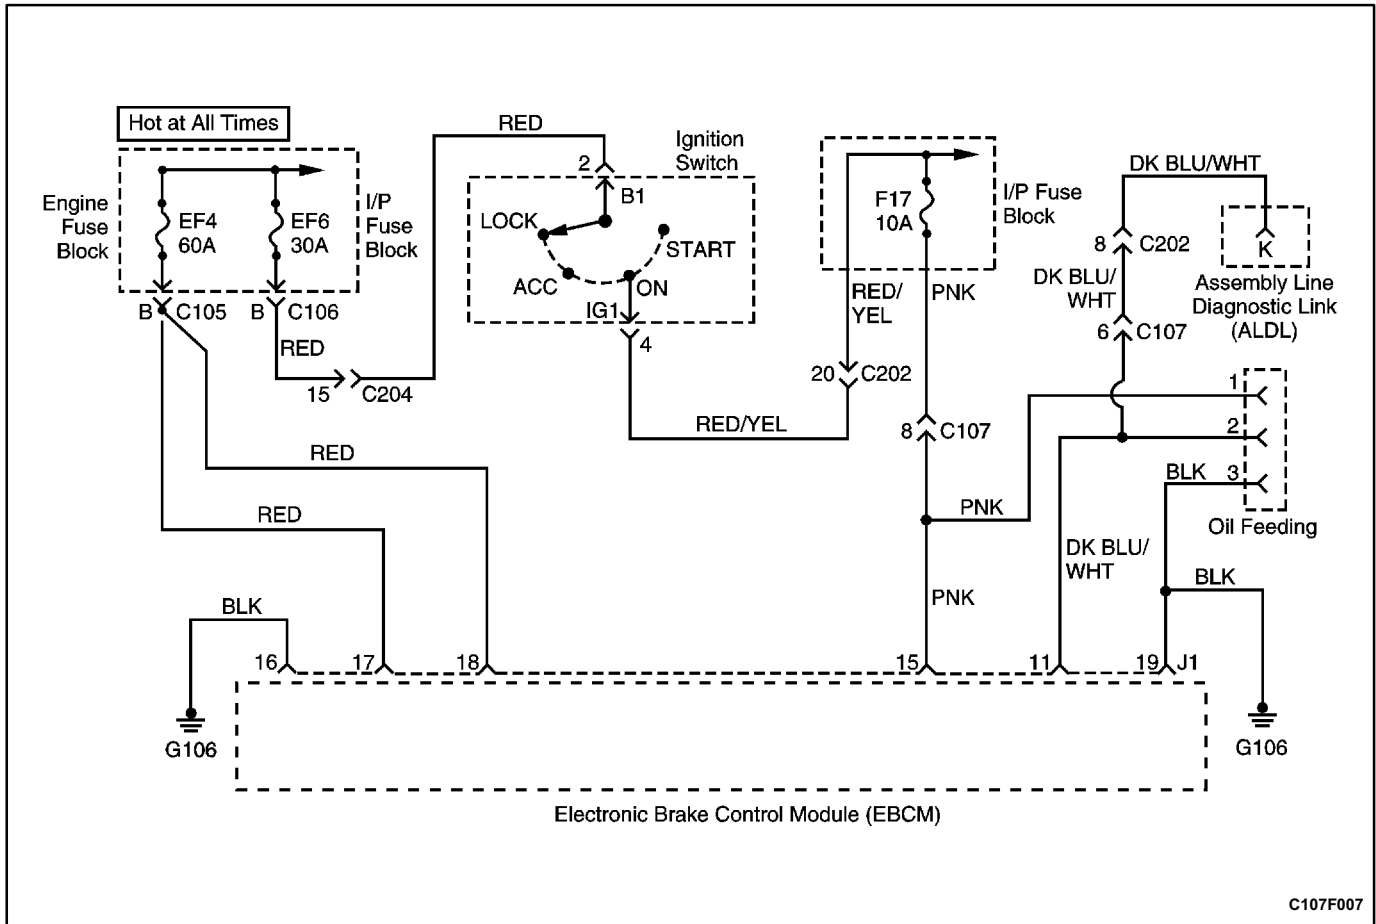 Hot at All Times
Engine
Fuse
Block
EF4
60A
EF6
30A
I/P
Fuse
Block
B
C105
B
C106
RED
15
C204
RED
2
Ignition
Switch
B1
LOCK
START
ACC
ON
IG1
4
RED/YEL
F17
10A
I/P Fuse
Block
RED/
YEL
PNK
20
C202
8
C107
DK BLU/WHT
8
C202
K
DK BLU/
WHT
Assembly Line
Diagnostic Link
(ALDL)
6
C107
1
2
BLK
3
Oil Feeding
RED
RED
PNK
DK BLU/
WHT
BLK
PNK
BLK
16
17
18
15
11
19
J1
G106
G106
Electronic Brake Control Module (EBCM)
C107F007